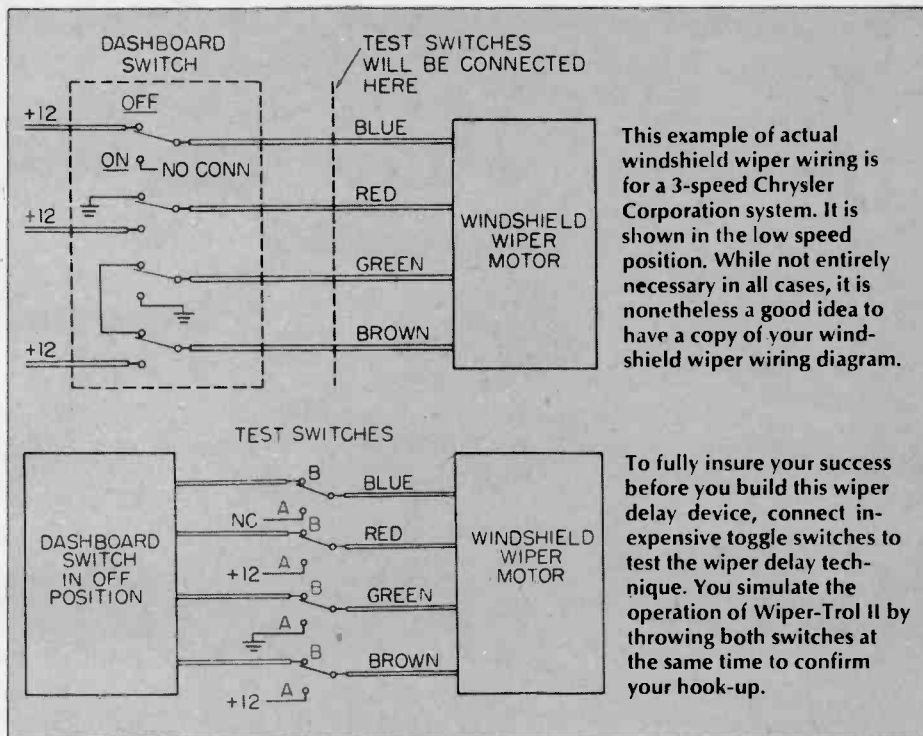 DASHBOARD
SWITCH
TEST SWITCHES
WILL BE CONNECTED
HERE
+12
OFF
BLUE
ON
NO CONN
RED
+12
GREEN
BROWN
+12
WINDSHIELD
WIPER
MOTOR
This example of actual
windshield wiper wiring is
for a 3-speed Chrysler
Corporation system. It is
shown in the low speed
position. While not entirely
necessary in all cases, it is
nonetheless a good idea to
have a copy of your wind-
shield wiper wiring diagram.
TEST SWITCHES
DASHBOARD
SWITCH
IN OFF
POSITION
B
BLUE
NC
A
B
RED
+12
A
B
GREEN
A
B
BROWN
+12
A
WINDSHIELD
WIPER
MOTOR
To fully insure your success
before you build this wiper
delay device, connect in-
expensive toggle switches to
test the wiper delay tech-
nique. You simulate the
operation of Wiper-Trol II by
throwing both switches at
the same time to confirm
your hook-up.